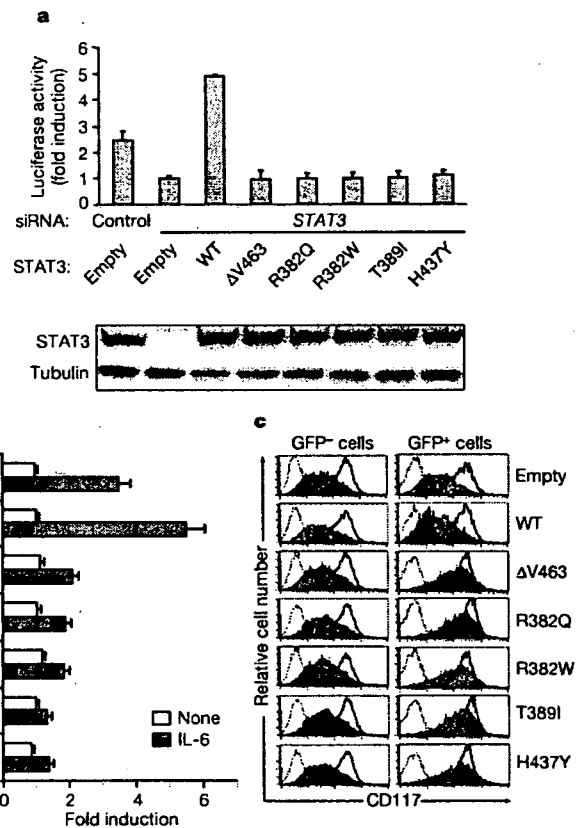 a
Luciferase activity
(fold induction)
6
5
4
3
2
1
0
siRNA: Control STAT3
STAT3: Empty Empty WT ΔV463 R382Q R382W T389I H437Y
STAT3
Tubulin
c
GFP⁻ cells GFP⁺ cells
Empty
WT
ΔV463
R382Q
R382W
T389I
H437Y
Relative cell number
CD117
None
IL-6
0 2 4 6
Fold induction